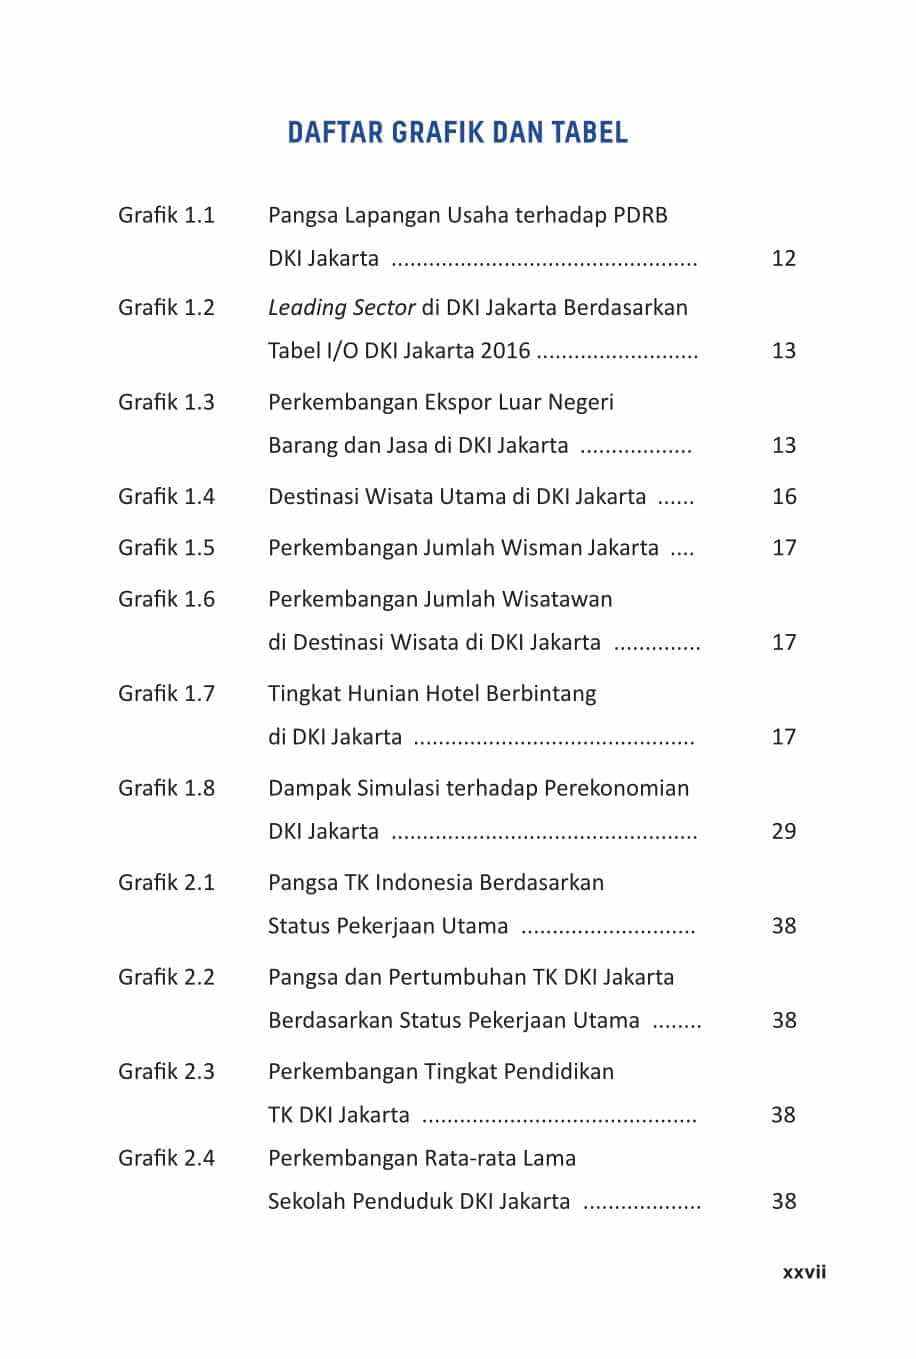 DAFTAR GRAFIK DAN TABEL
Grafik 1.1 Pangsa Lapangan Usaha terhadap PDRB
DKI Jakarta ................................................. 12
Grafik 1.2 Leading Sector di DKI Jakarta Berdasarkan
Tabel I/O DKI Jakarta 2016 .......................... 13
Grafik 1.3 Perkembangan Ekspor Luar Negeri
Barang dan Jasa di DKI Jakarta .................. 13
Grafik 1.4 Destinasi Wisata Utama di DKI Jakarta ...... 16
Grafik 1.5 Perkembangan Jumlah Wisman Jakarta .... 17
Grafik 1.6 Perkembangan Jumlah Wisatawan
di Destinasi Wisata di DKI Jakarta .............. 17
Grafik 1.7 Tingkat Hunian Hotel Berbintang
di DKI Jakarta ............................................. 17
Grafik 1.8 Dampak Simulasi terhadap Perekonomian
DKI Jakarta ................................................. 29
Grafik 2.1 Pangsa TK Indonesia Berdasarkan
Status Pekerjaan Utama ............................ 38
Grafik 2.2 Pangsa dan Pertumbuhan TK DKI Jakarta
Berdasarkan Status Pekerjaan Utama ........ 38
Grafik 2.3 Perkembangan Tingkat Pendidikan
TK DKI Jakarta ............................................ 38
Grafik 2.4 Perkembangan Rata-rata Lama
Sekolah Penduduk DKI Jakarta ................... 38
xxvii